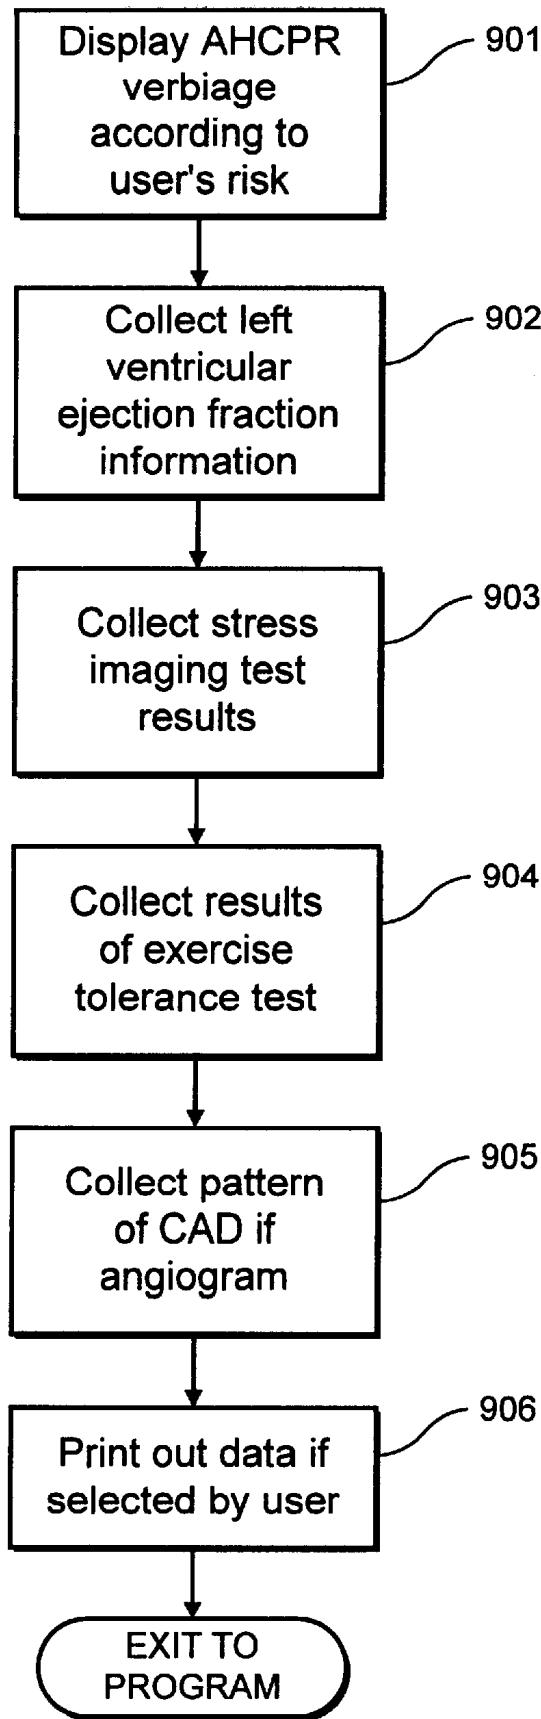 Display AHCPR
verbiage
according to
user's risk
901
Collect left
ventricular
ejection fraction
information
902
Collect stress
imaging test
results
903
Collect results
of exercise
tolerance test
904
Collect pattern
of CAD if
angiogram
905
Print out data if
selected by user
906
EXIT TO
PROGRAM